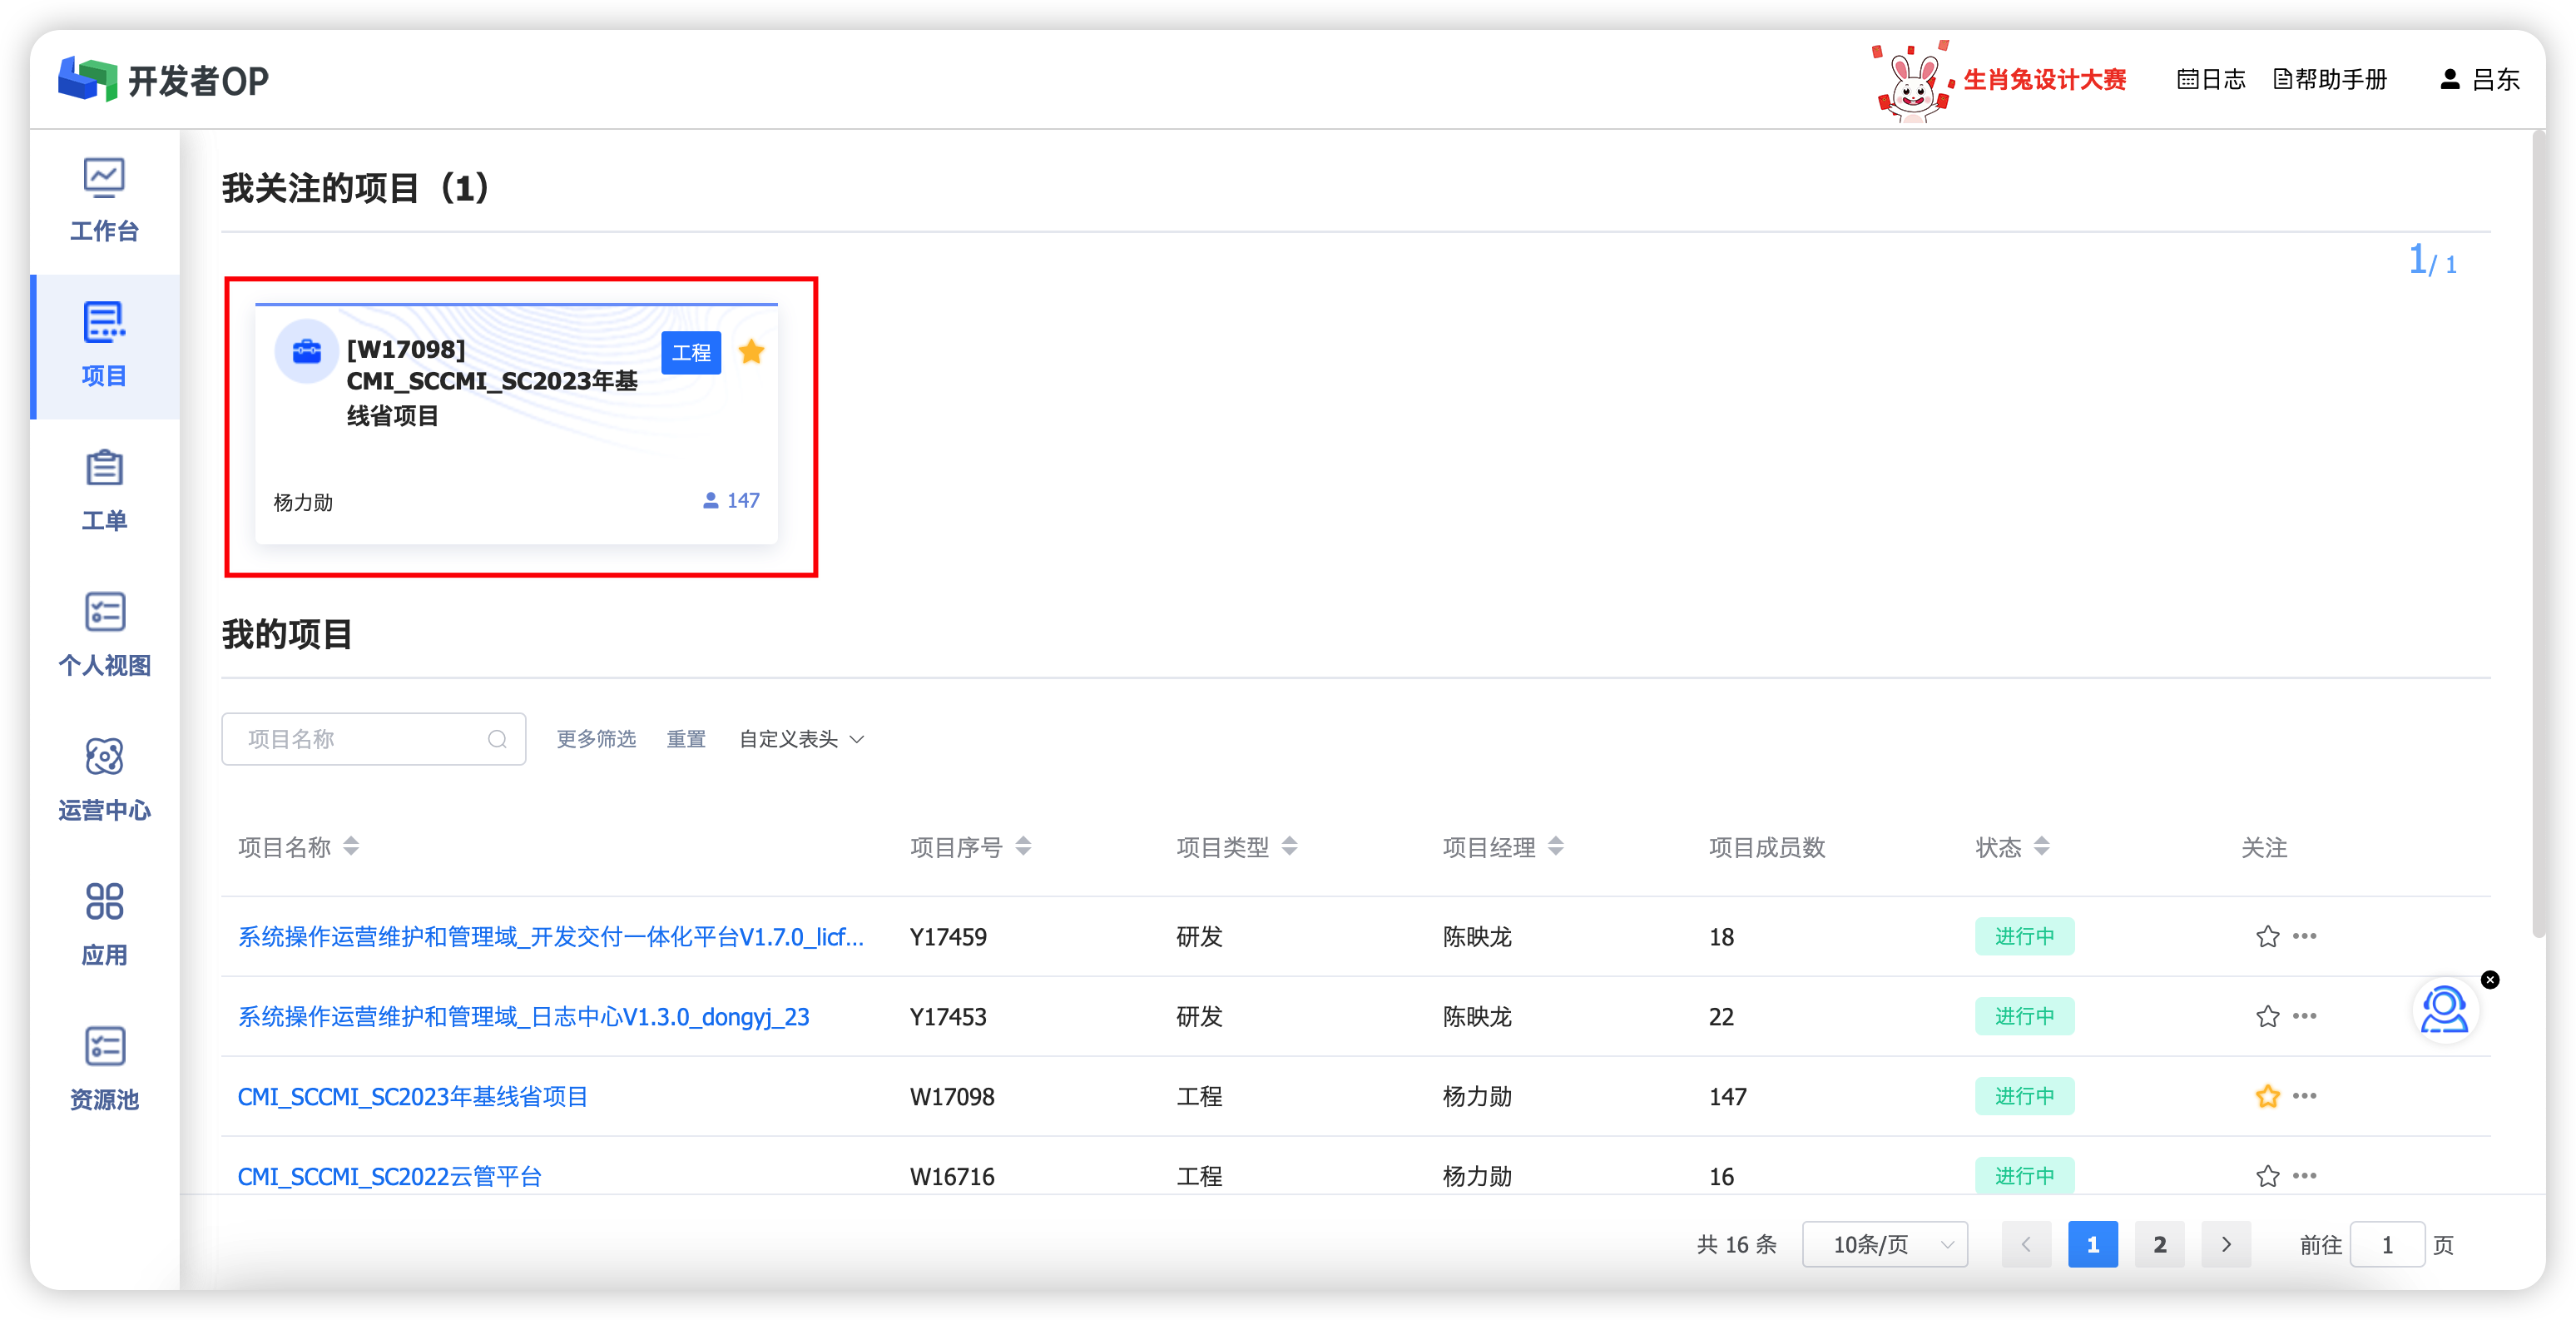 开发者OP
生肖兔设计大赛
日志
帮助手册
吕东
工作台
项目
工单
个人视图
运营中心
应用
资源池
我关注的项目（1）
1/ 1
[W17098]
CMI_SCCMI_SC2023年基
线省项目
工程
杨力勋
147
我的项目
项目名称
更多筛选
重置
自定义表头
项目名称 项目序号 项目类型 项目经理 项目成员数 状态 关注
系统操作运营维护和管理域_开发交付一体化平台V1.7.0_licf... Y17459 研发 陈映龙 18 进行中
系统操作运营维护和管理域_日志中心V1.3.0_dongyj_23 Y17453 研发 陈映龙 22 进行中
CMI_SCCMI_SC2023年基线省项目 W17098 工程 杨力勋 147 进行中
CMI_SCCMI_SC2022云管平台 W16716 工程 杨力勋 16 进行中
共 16 条 10条/页 1 2 前往 1 页